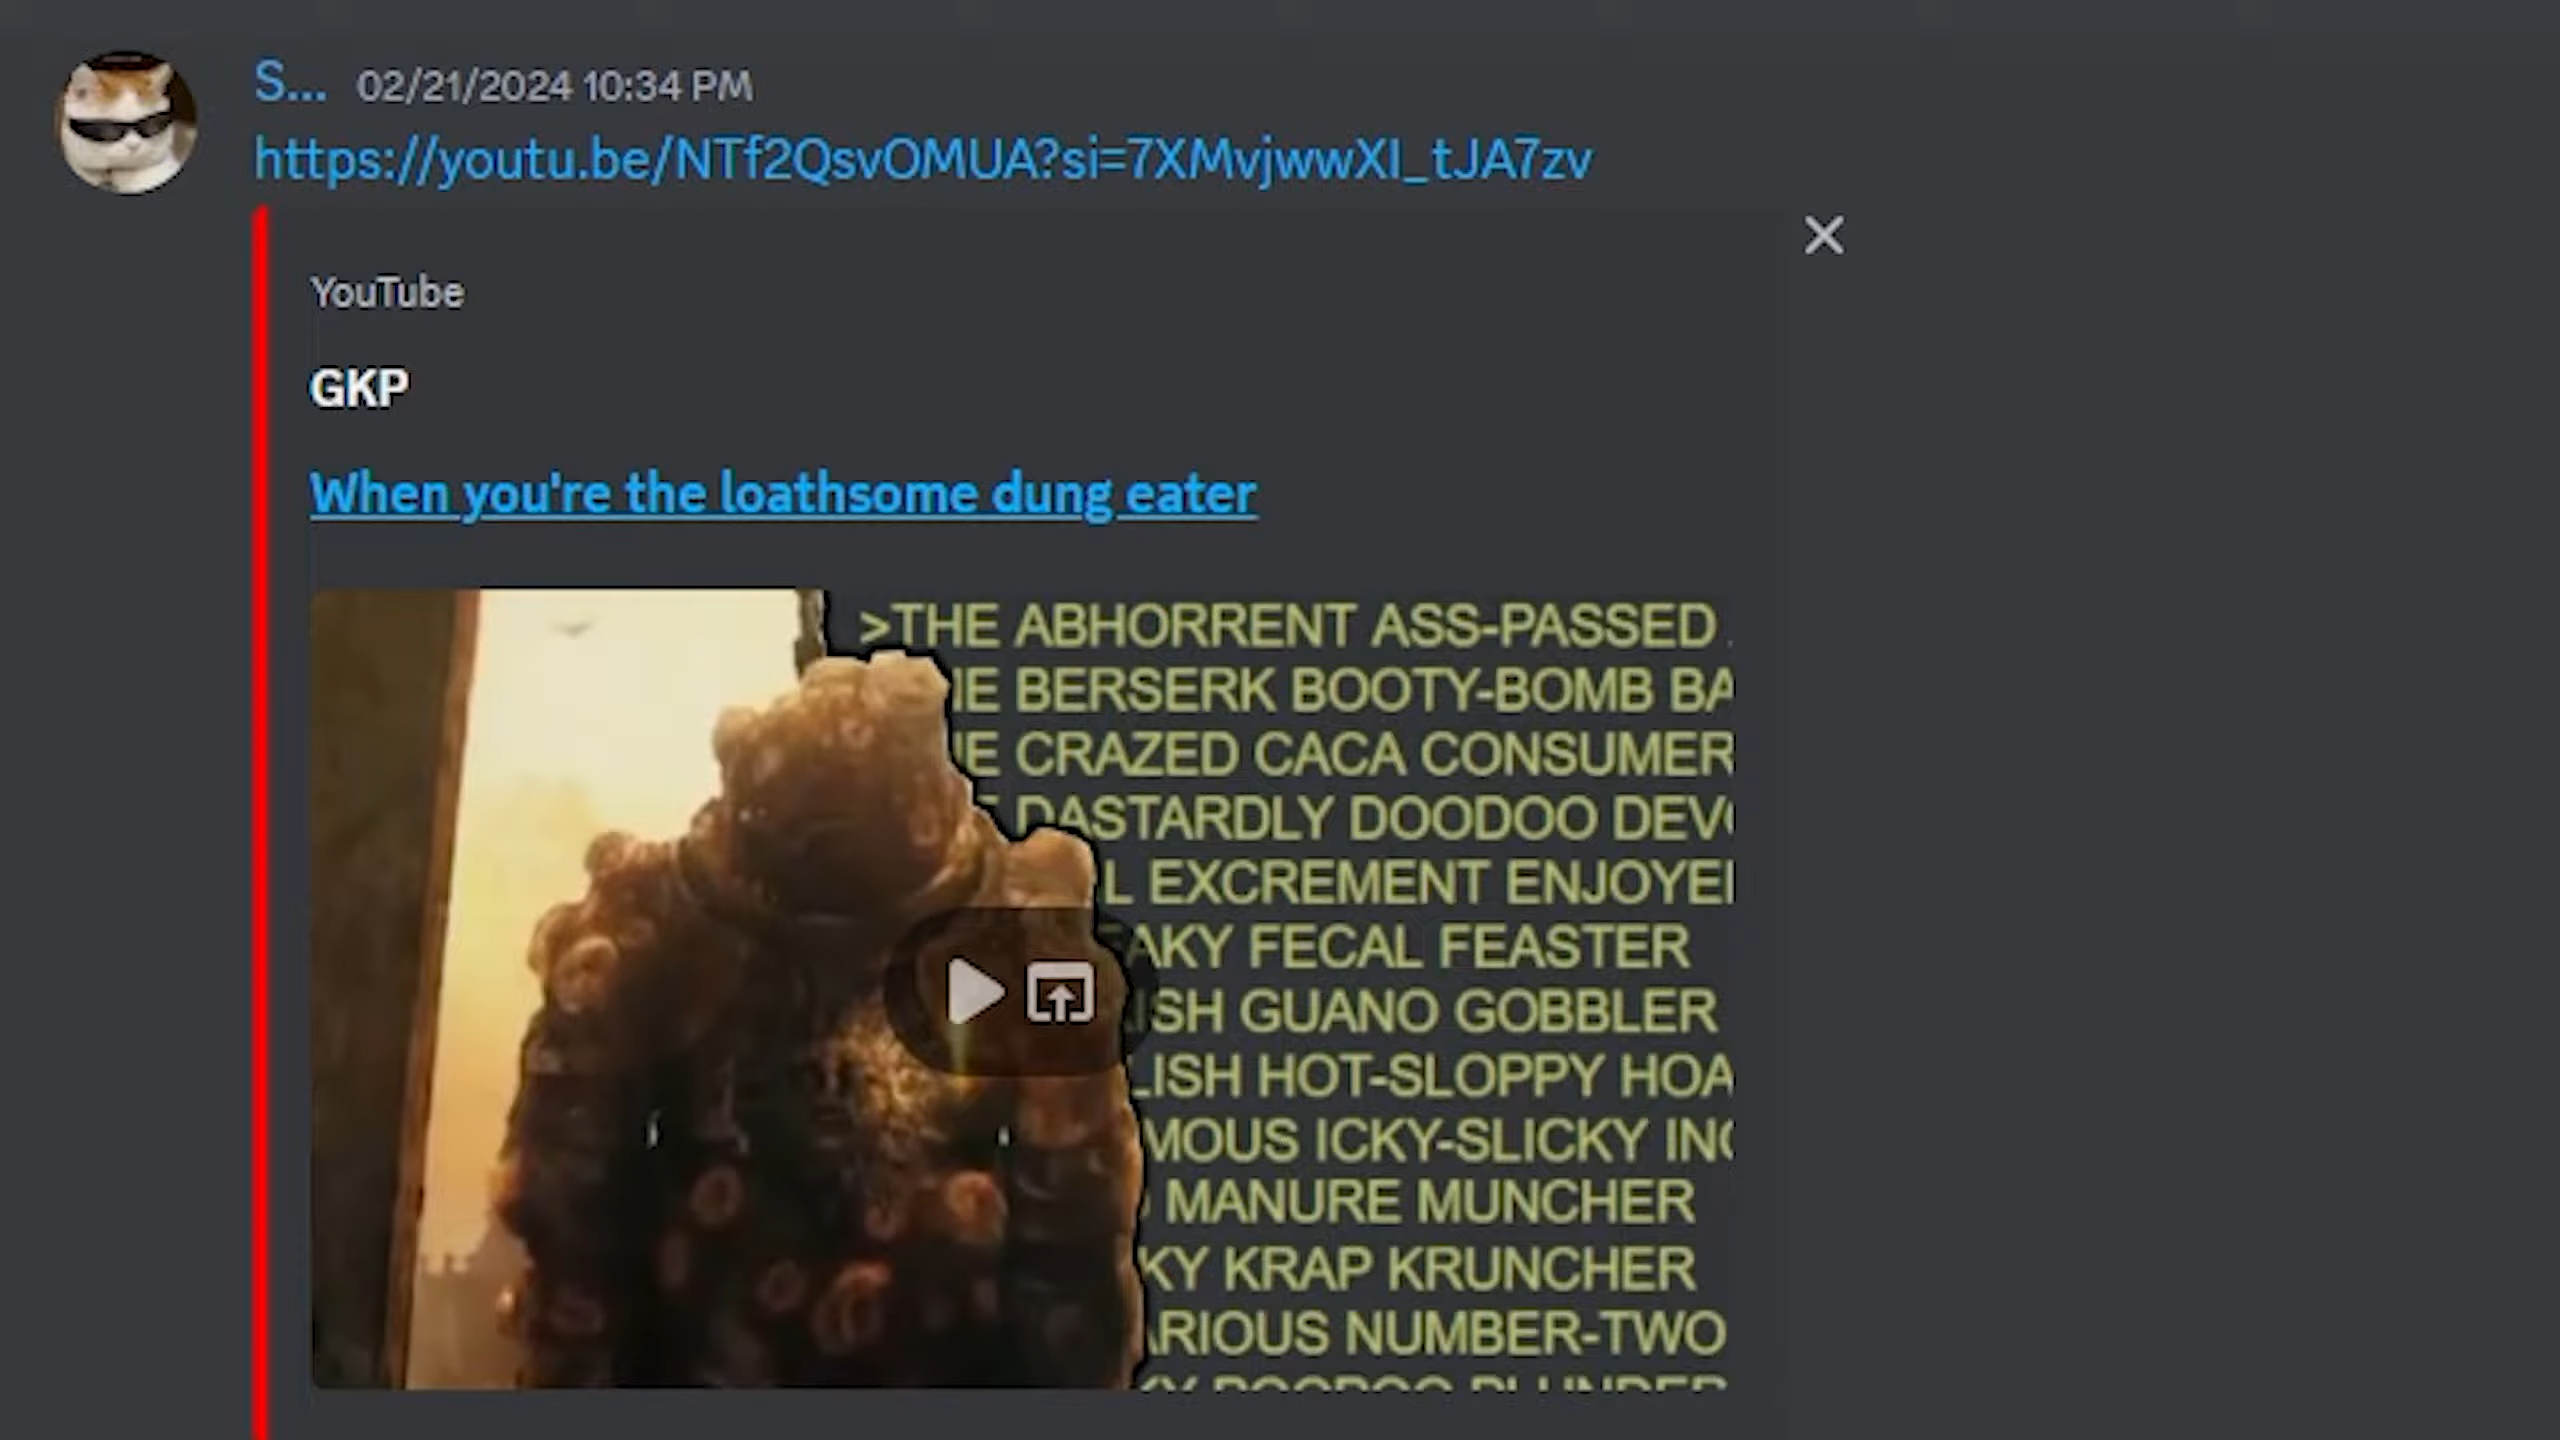 S... 02/21/2024 10:34 PM
https://youtu.be/NTf2QsvOMUA?si=7XMvjwwXI_tJA7zv
YouTube
GKP
When you're the loathsome dung eater
>THE ABHORRENT ASS-PASSED
BERSERK BOOTY-BOMB
CRAZED CACA CONSUMER
DASTARDLY DOODOO
EXCREMENT
FECAL FEASTER
GUANO GOBBLER
HOT-SLOPPY
ICKY-SLICKY
MANURE MUNCHER
KRAP KRUNCHER
NUMBER-TWO